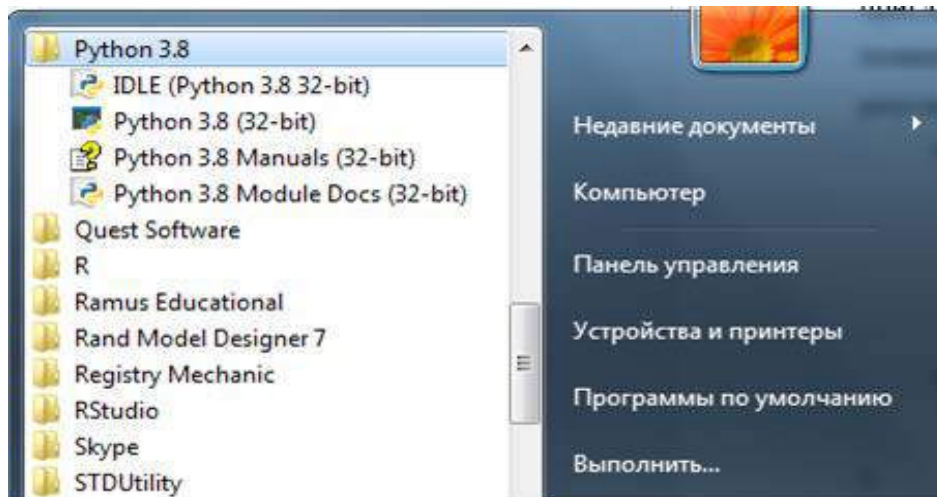 Python 3.8
IDLE (Python 3.8 32-bit)
Python 3.8 (32-bit)
Python 3.8 Manuals (32-bit)
Python 3.8 Module Docs (32-bit)
Quest Software
R
Ramus Educational
Rand Model Designer 7
Registry Mechanic
RStudio
Skype
STDUtility
Недавние документы
Компьютер
Панель управления
Устройства и принтеры
Программы по умолчанию
Выполнить...